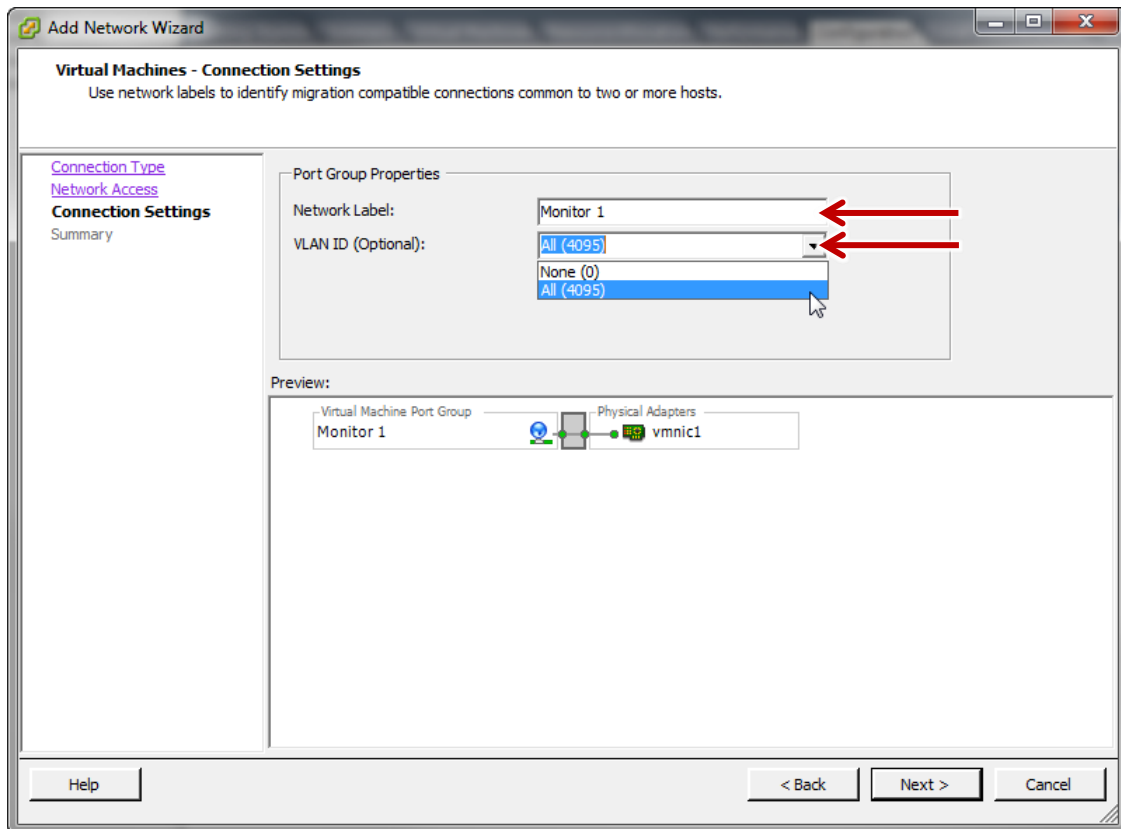 Add Network Wizard
Virtual Machines - Connection Settings
Use network labels to identify migration compatible connections common to two or more hosts.
Connection Type
Network Access
Connection Settings
Summary
Port Group Properties
Network Label:
Monitor 1
VLAN ID (Optional):
All (4095)
None (0)
All (4095)
Preview:
Virtual Machine Port Group
Physical Adapters
Monitor 1
vmnic1
Help
< Back
Next >
Cancel